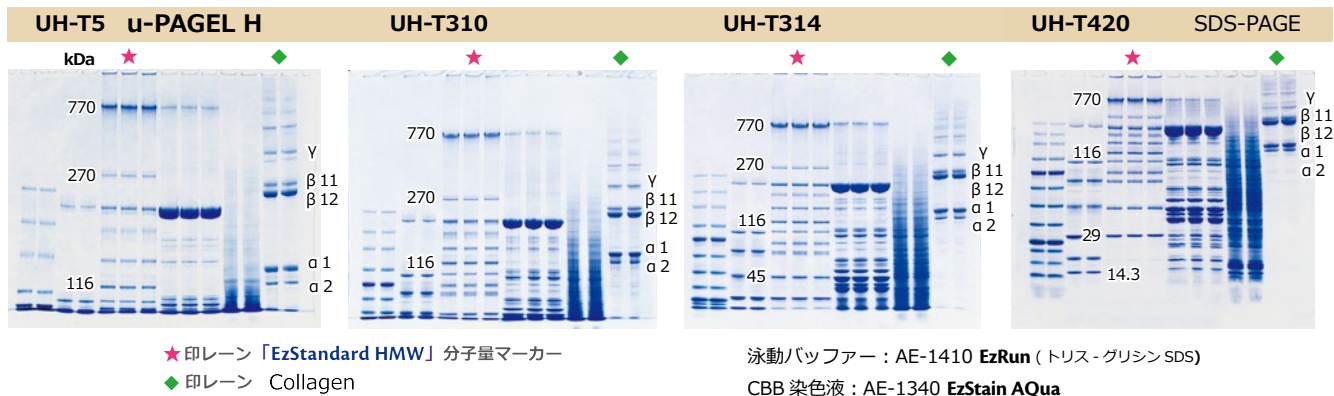 UH-T5 u-PAGEL H UH-T310 UH-T314 UH-T420 SDS-PAGE
kDa ★ ◆ ★ ◆ ★ ◆ ★ ◆
770
270
116
γ
β 11
β 12
α 1
α 2
770
270
116
γ
β 11
β 12
α 1
α 2
770
270
116
45
γ
β 11
β 12
α 1
α 2
770
116
29
14.3
γ
β 11
β 12
α 1
α 2
★ 印レーン「EzStandard HMW」分子量マーカー
◆ 印レーン Collagen
泳動バッファー : AE-1410 EzRun ( トリス - グリシン SDS)
CBB 染色液 : AE-1340 EzStain AQua